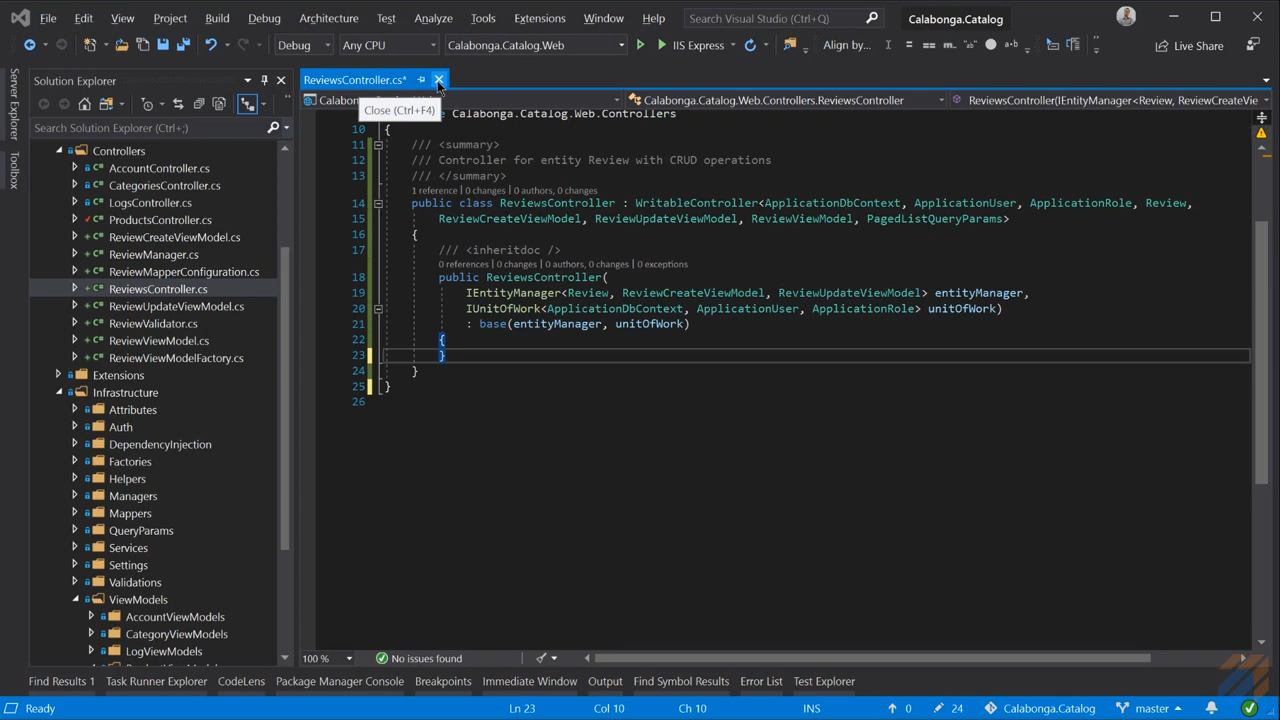 File Edit View Project Build Debug Architecture Test Analyze Tools Extensions Window Help Search Visual Studio (Ctrl+Q) Calabonga.Catalog
Debug Any CPU Calabonga.Catalog.Web IIS Express Align by... Live Share
Server Explorer
Toolbox
Solution Explorer
Search Solution Explorer (Ctrl+;)
Controllers
AccountController.cs
CategoriesController.cs
LogsController.cs
ProductsController.cs
ReviewCreateViewModel.cs
ReviewManager.cs
ReviewMapperConfiguration.cs
ReviewsController.cs
ReviewUpdateViewModel.cs
ReviewValidator.cs
ReviewViewModel.cs
ReviewViewModelFactory.cs
Extensions
Infrastructure
Attributes
Auth
DependencyInjection
Factories
Helpers
Managers
Mappers
QueryParams
Services
Settings
Validations
ViewModels
AccountViewModels
CategoryViewModels
LogViewModels
ReviewsController.cs*
Close (Ctrl+F4)
Calabon Calabonga.Catalog.Web.Controllers.ReviewsController ReviewsController(IEntityManager<Review, ReviewCreateVie
Calabonga.Catalog.Web.Controllers
10 {
11 /// <summary>
12 /// Controller for entity Review with CRUD operations
13 /// </summary>
1 reference | 0 changes | 0 authors, 0 changes
14 public class ReviewsController : WritableController<ApplicationDbContext, ApplicationUser, ApplicationRole, Review,
15 ReviewCreateViewModel, ReviewUpdateViewModel, ReviewViewModel, PagedListQueryParams>
16 {
17 /// <inheritdoc />
0 references | 0 changes | 0 authors, 0 changes | 0 exceptions
18 public ReviewsController(
19 IEntityManager<Review, ReviewCreateViewModel, ReviewUpdateViewModel> entityManager,
20 IUnitOfWork<ApplicationDbContext, ApplicationUser, ApplicationRole> unitOfWork)
21 : base(entityManager, unitOfWork)
22 {
23 }
24 }
25 }
26
100 % No issues found
Find Results 1 Task Runner Explorer CodeLens Package Manager Console Breakpoints Immediate Window Output Find Symbol Results Error List Test Explorer
Ready Ln 23 Col 10 Ch 10 INS 0 24 Calabonga.Catalog master